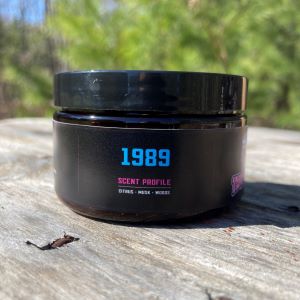 1989
SCENT PROFILE
CITRUS · MUSK · WOODS